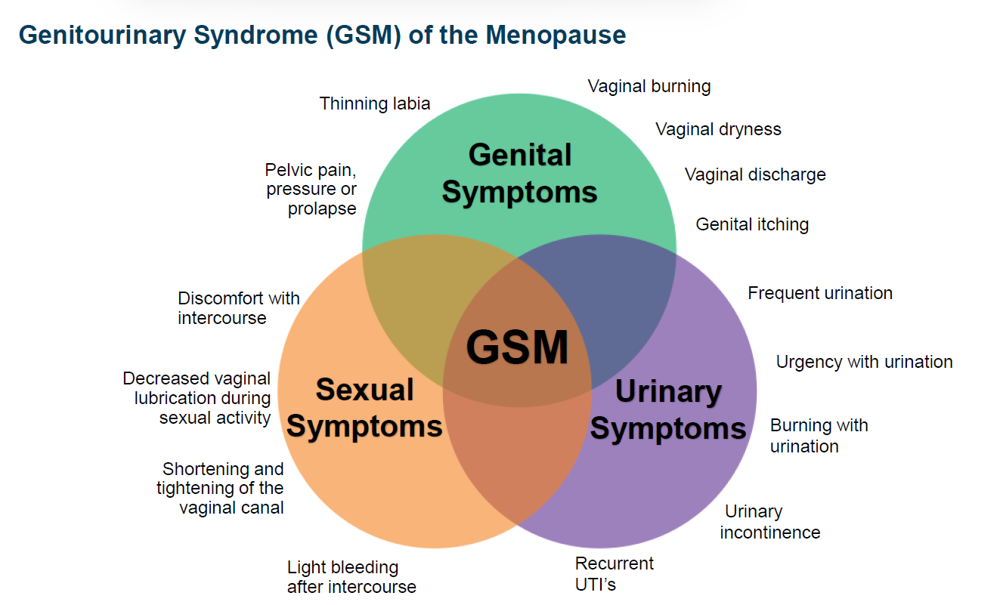 Genitourinary Syndrome (GSM) of the Menopause
Vaginal burning
Thinning labia
Vaginal dryness
Genital
Symptoms
Pelvic pain,
pressure or
prolapse
Vaginal discharge
Genital itching
Discomfort with
intercourse
Frequent urination
GSM
Urgency with urination
Decreased vaginal
lubrication during
sexual activity
Sexual
Symptoms
Urinary
Symptoms
Burning with
urination
Shortening and
tightening of the
vaginal canal
Urinary
incontinence
Light bleeding
after intercourse
Recurrent
UTI’s